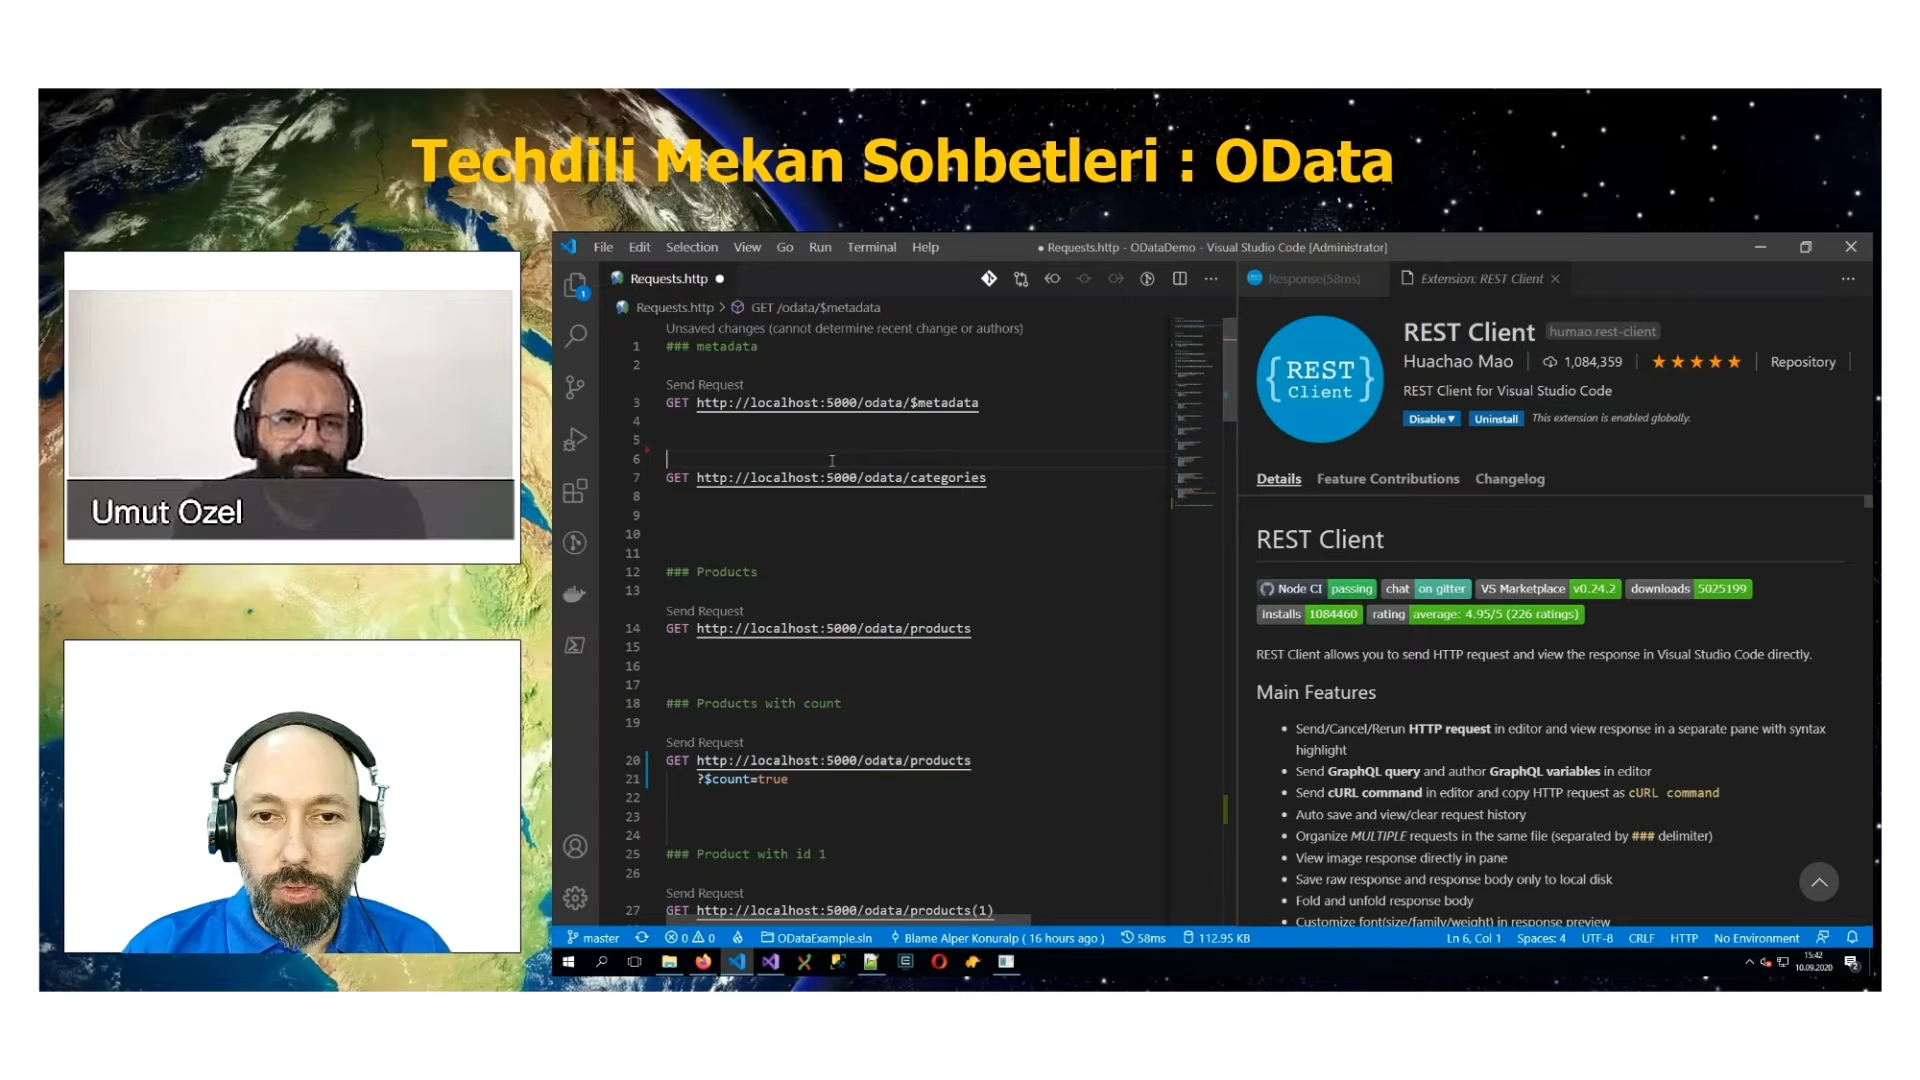 Techdili Mekan Sohbetleri : OData
Umut Ozel
File Edit Selection View Go Run Terminal Help
● Requests.http - ODataDemo - Visual Studio Code [Administrator]
1
Requests.http ●
Requests.http > GET /odata/$metadata
Unsaved changes (cannot determine recent change or authors)
1 ### metadata
2
Send Request
3 GET http://localhost:5000/odata/$metadata
4
5
6
7 GET http://localhost:5000/odata/categories
8
9
10
11
12 ### Products
13
Send Request
14 GET http://localhost:5000/odata/products
15
16
17
18 ### Products with count
19
Send Request
20 GET http://localhost:5000/odata/products
21 ?$count=true
22
23
24
25 ### Product with id 1
26
Send Request
27 GET http://localhost:5000/odata/products(1)
Response(58ms) Extension: REST Client
{REST Client}
REST Client humao.rest-client
Huachao Mao 1,084,359 ★★★★★ Repository
REST Client for Visual Studio Code
Disable Uninstall This extension is enabled globally.
Details Feature Contributions Changelog
REST Client
Node CI passing chat on gitter VS Marketplace v0.24.2 downloads 5025199
installs 1084460 rating average: 4.95/5 (226 ratings)
REST Client allows you to send HTTP request and view the response in Visual Studio Code directly.
Main Features
• Send/Cancel/Rerun HTTP request in editor and view response in a separate pane with syntax
highlight
• Send GraphQL query and author GraphQL variables in editor
• Send cURL command in editor and copy HTTP request as cURL command
• Auto save and view/clear request history
• Organize MULTIPLE requests in the same file (separated by ### delimiter)
• View image response directly in pane
• Save raw response and response body only to local disk
• Fold and unfold response body
• Customize font(size/family/weight) in response preview
master 0 0 ODataExample.sln Blame Alper Konuralp ( 16 hours ago ) 58ms 112.95 KB
Ln 6, Col 1 Spaces: 4 UTF-8 CRLF HTTP No Environment
15:42
10.09.2020
2